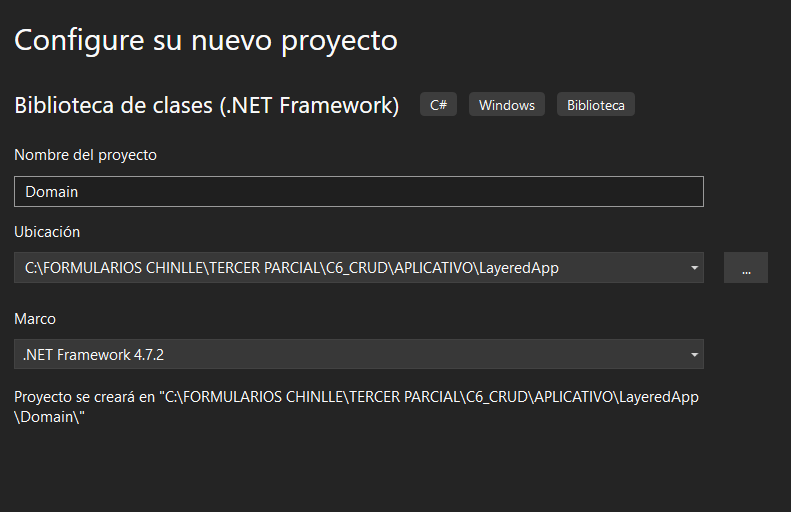 Configure su nuevo proyecto
Biblioteca de clases (.NET Framework) C# Windows Biblioteca
Nombre del proyecto
Domain
Ubicación
C:\FORMULARIOS CHINLLE\TERCER PARCIAL\C6_CRUD\APLICATIVO\LayeredApp ...
Marco
.NET Framework 4.7.2
Proyecto se creará en "C:\FORMULARIOS CHINLLE\TERCER PARCIAL\C6_CRUD\APLICATIVO\LayeredApp
\Domain\"